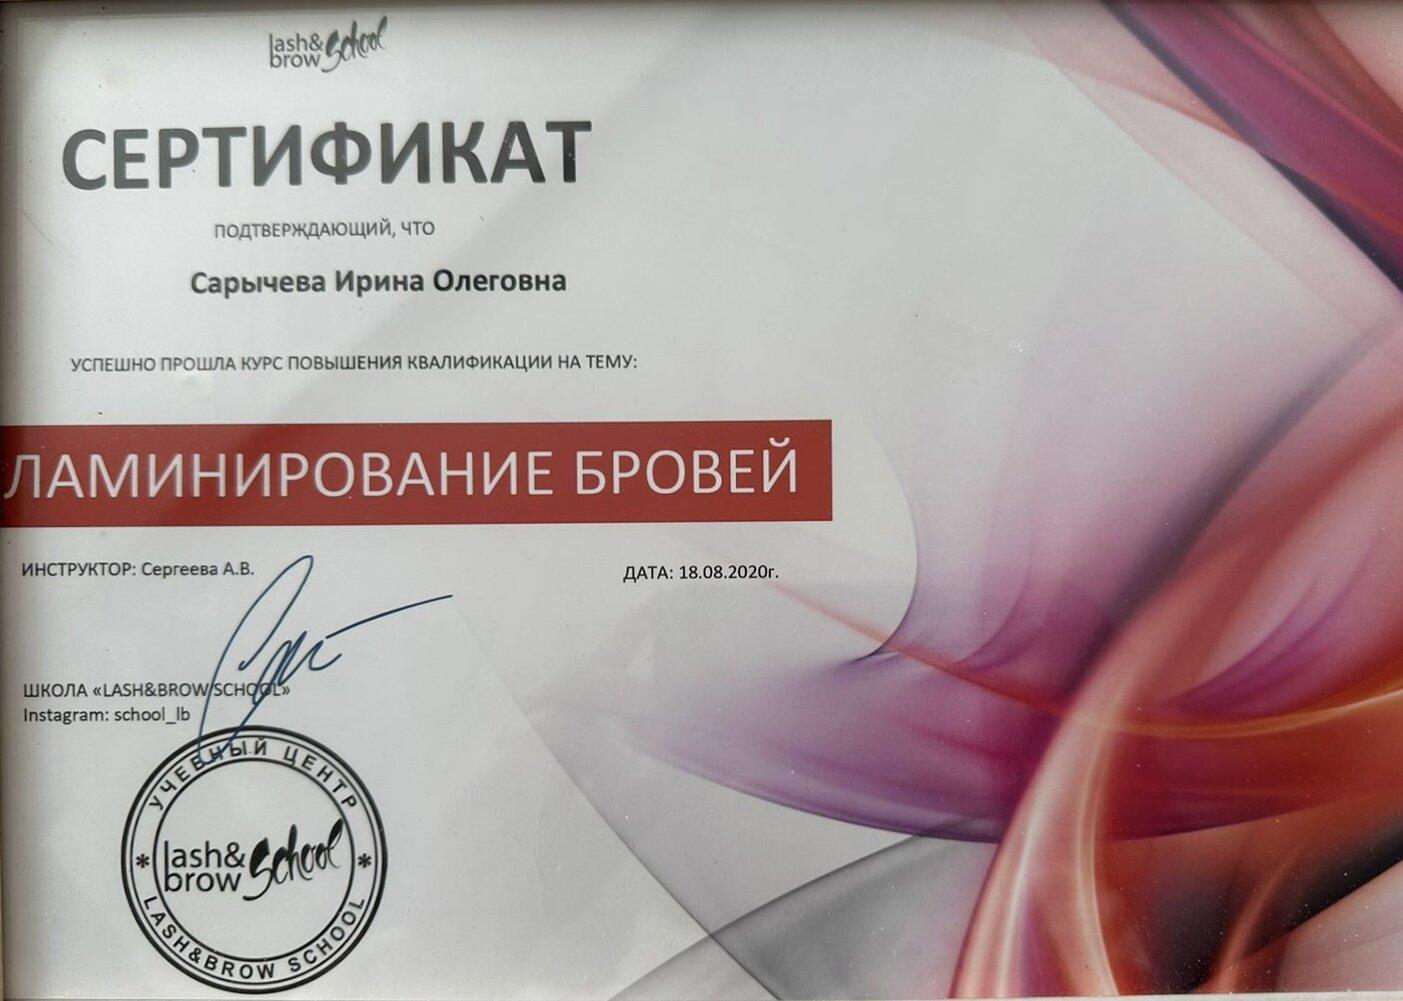 lash&
brow School
СЕРТИФИКАТ
ПОДТВЕРЖДАЮЩИЙ, ЧТО
Сарычева Ирина Олеговна
УСПЕШНО ПРОШЛА КУРС ПОВЫШЕНИЯ КВАЛИФИКАЦИИ НА ТЕМУ:
ЛАМИНИРОВАНИЕ БРОВЕЙ
ИНСТРУКТОР: Сергеева А.В.
ДАТА: 18.08.2020г.
ШКОЛА «LASH&BROW SCHOOL»
Instagram: school_lb
УЧЕБНЫЙ ЦЕНТР
lash&
brow School
* LASH&BROW SCHOOL *